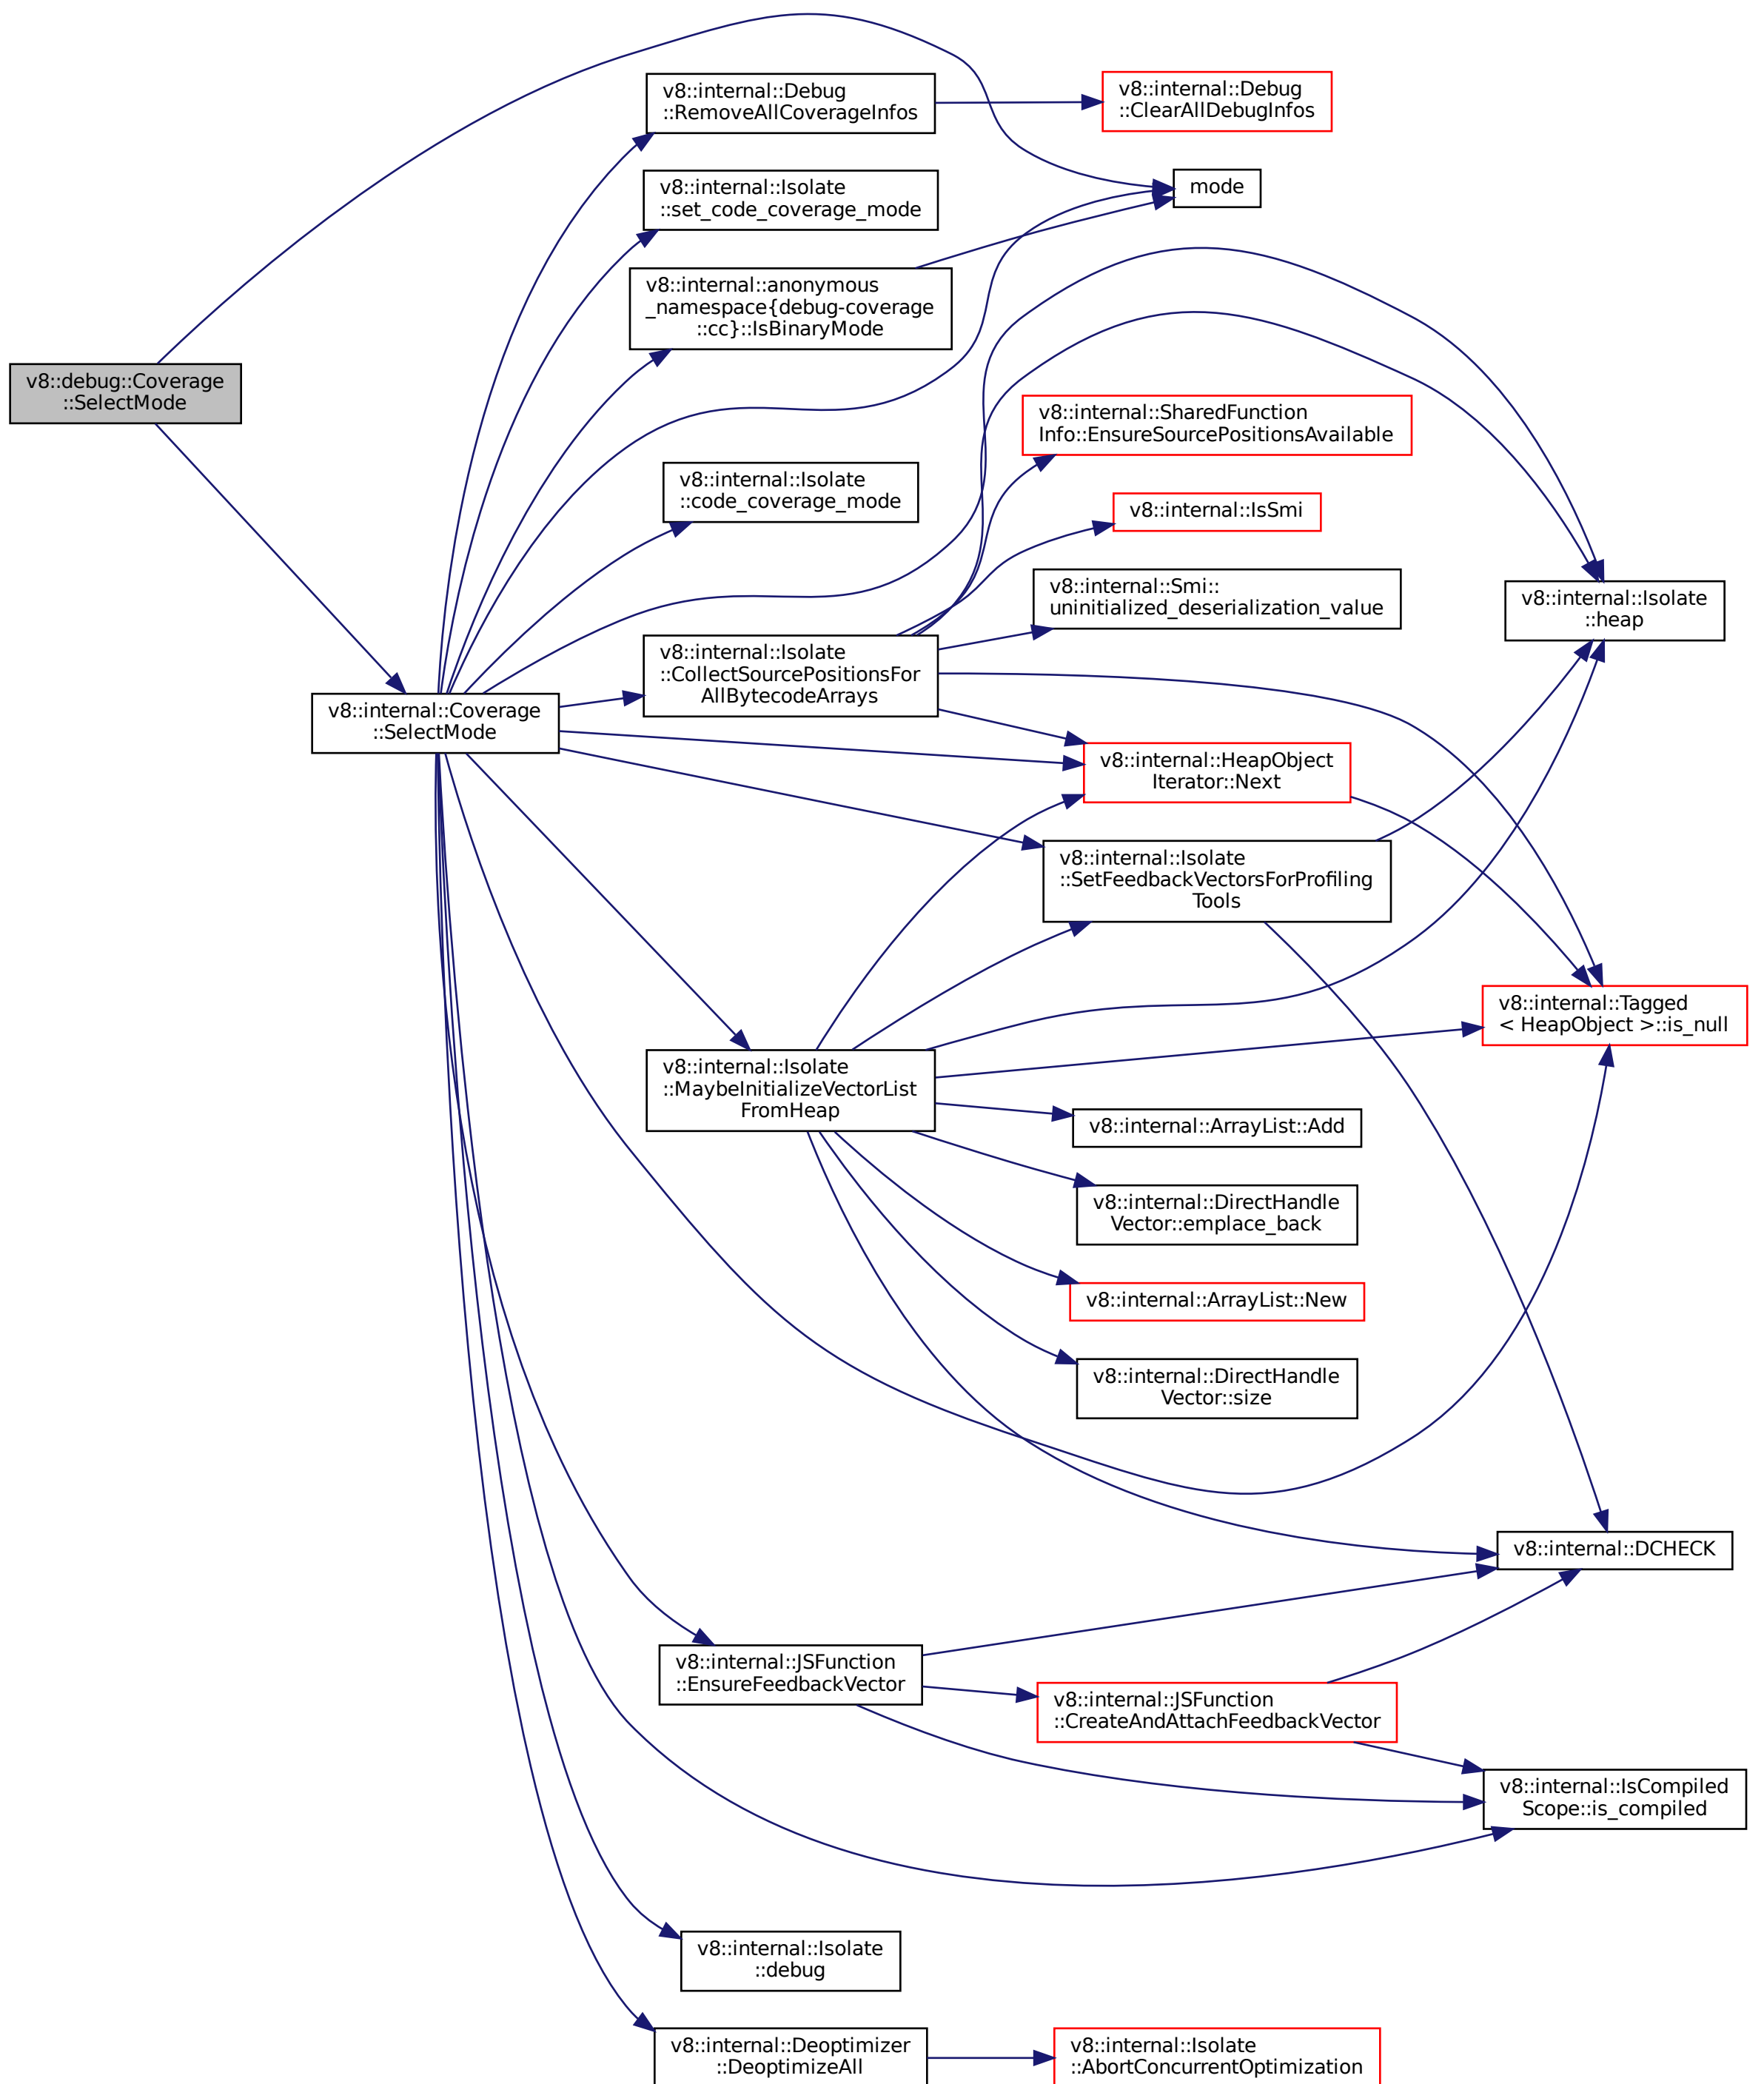 v8::debug::Coverage
::SelectMode
v8::internal::Coverage
::SelectMode
v8::internal::Debug
::RemoveAllCoverageInfos
v8::internal::Isolate
::set_code_coverage_mode
v8::internal::anonymous
_namespace{debug-coverage
::cc}::IsBinaryMode
v8::internal::Isolate
::code_coverage_mode
v8::internal::Isolate
::CollectSourcePositionsFor
AllBytecodeArrays
v8::internal::Isolate
::MaybeInitializeVectorList
FromHeap
v8::internal::JSFunction
::EnsureFeedbackVector
v8::internal::Isolate
::debug
v8::internal::Deoptimizer
::DeoptimizeAll
v8::internal::Debug
::ClearAllDebugInfos
mode
v8::internal::SharedFunction
Info::EnsureSourcePositionsAvailable
v8::internal::IsSmi
v8::internal::Smi::
uninitialized_deserialization_value
v8::internal::HeapObject
Iterator::Next
v8::internal::Isolate
::SetFeedbackVectorsForProfiling
Tools
v8::internal::ArrayList::Add
v8::internal::DirectHandle
Vector::emplace_back
v8::internal::ArrayList::New
v8::internal::DirectHandle
Vector::size
v8::internal::JSFunction
::CreateAndAttachFeedbackVector
v8::internal::Isolate
::AbortConcurrentOptimization
v8::internal::Isolate
::heap
v8::internal::Tagged
< HeapObject >::is_null
v8::internal::DCHECK
v8::internal::IsCompiled
Scope::is_compiled